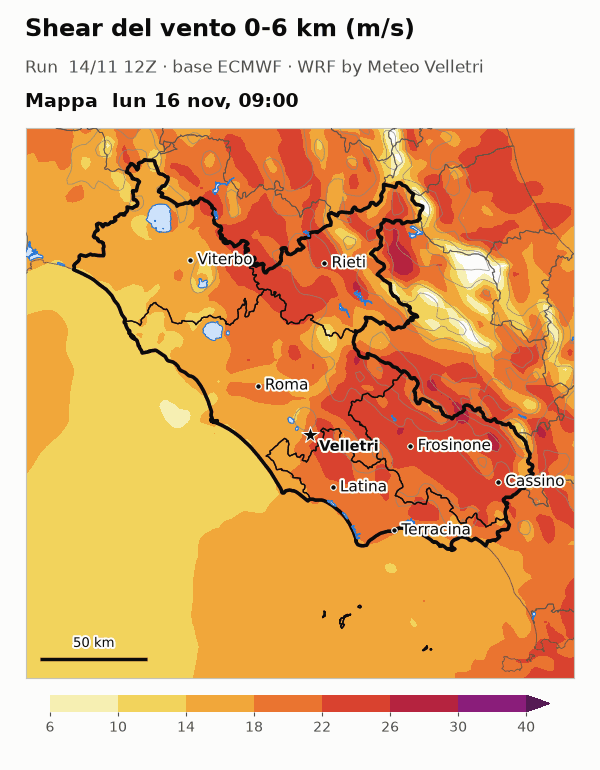 Shear del vento 0-6 km (m/s)
Run  14/11 12Z · base ECMWF · WRF by Meteo Velletri
Mappa  lun 16 nov, 09:00
Viterbo
Rieti
Roma
Velletri
Frosinone
Latina
Cassino
Terracina
50 km
6 10 14 18 22 26 30 40